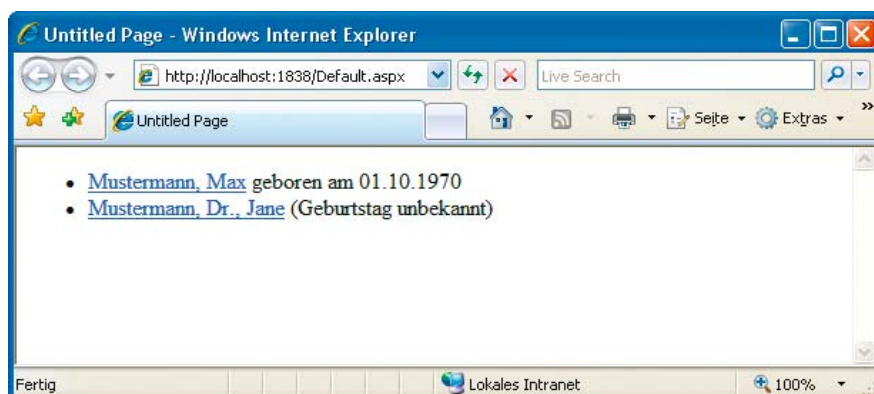 Untitled Page - Windows Internet Explorer
http://localhost:1838/Default.aspx
Live Search
Untitled Page
Seite
Extras
»
• Mustermann, Max geboren am 01.10.1970
• Mustermann, Dr., Jane (Geburtstag unbekannt)
Fertig
Lokales Intranet
100%